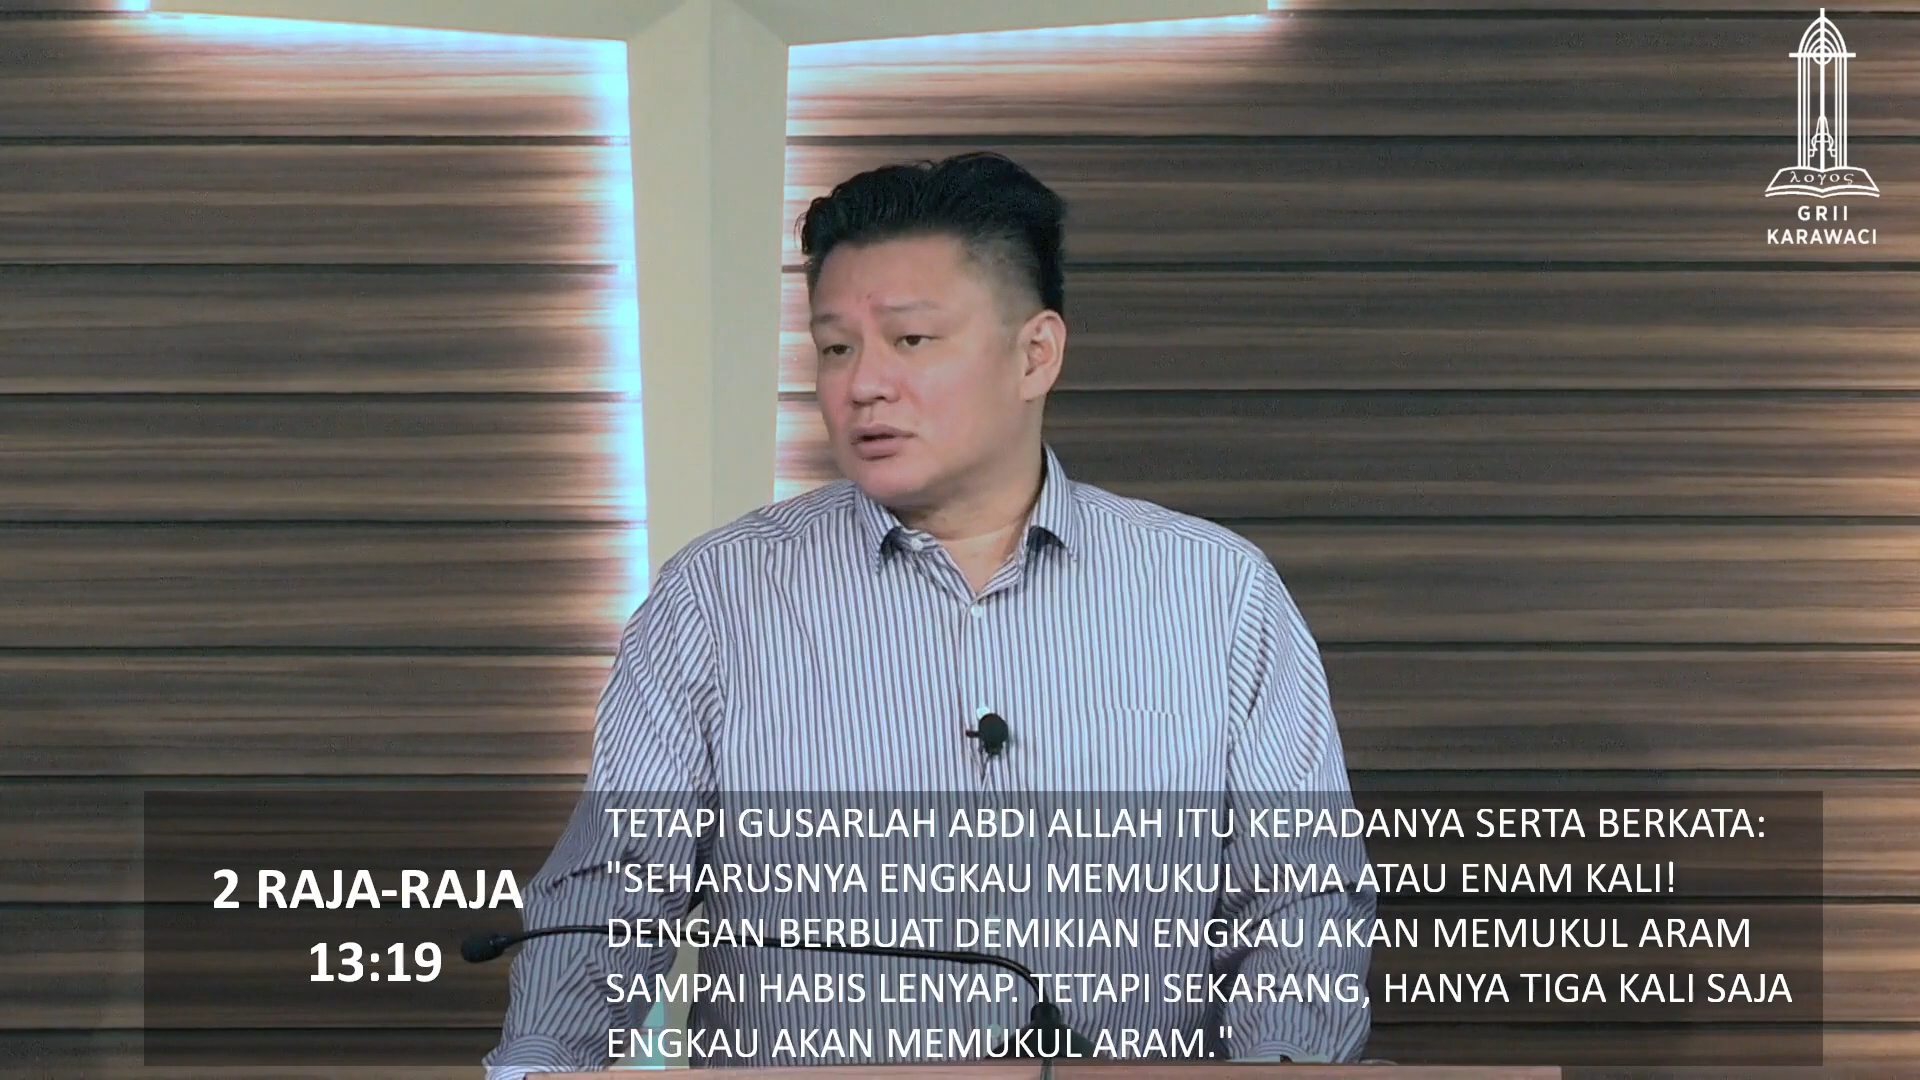 λογος
GRII
KARAWACI
2 RAJA-RAJA
13:19
TETAPI GUSARLAH ABDI ALLAH ITU KEPADANYA SERTA BERKATA:
"SEHARUSNYA ENGKAU MEMUKUL LIMA ATAU ENAM KALI!
DENGAN BERBUAT DEMIKIAN ENGKAU AKAN MEMUKUL ARAM
SAMPAI HABIS LENYAP. TETAPI SEKARANG, HANYA TIGA KALI SAJA
ENGKAU AKAN MEMUKUL ARAM."